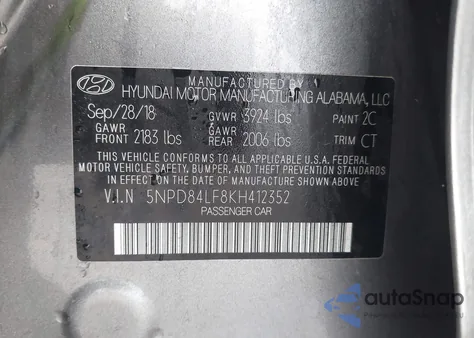 MANUFACTURED BY
HYUNDAI MOTOR MANUFACTURING ALABAMA, LLC
Sep/28/18 GVWR 3924 lbs PAINT 2C
GAWR FRONT 2183 lbs GAWR REAR 2006 lbs TRIM CT
THIS VEHICLE CONFORMS TO ALL APPLICABLE U.S.A. FEDERAL
MOTOR VEHICLE SAFETY, BUMPER, AND THEFT PREVENTION STANDARDS
IN EFFECT ON THE DATE OF MANUFACTURE SHOWN ABOVE.
V.I.N 5NPD84LF8KH412352
PASSENGER CAR
autoSnap